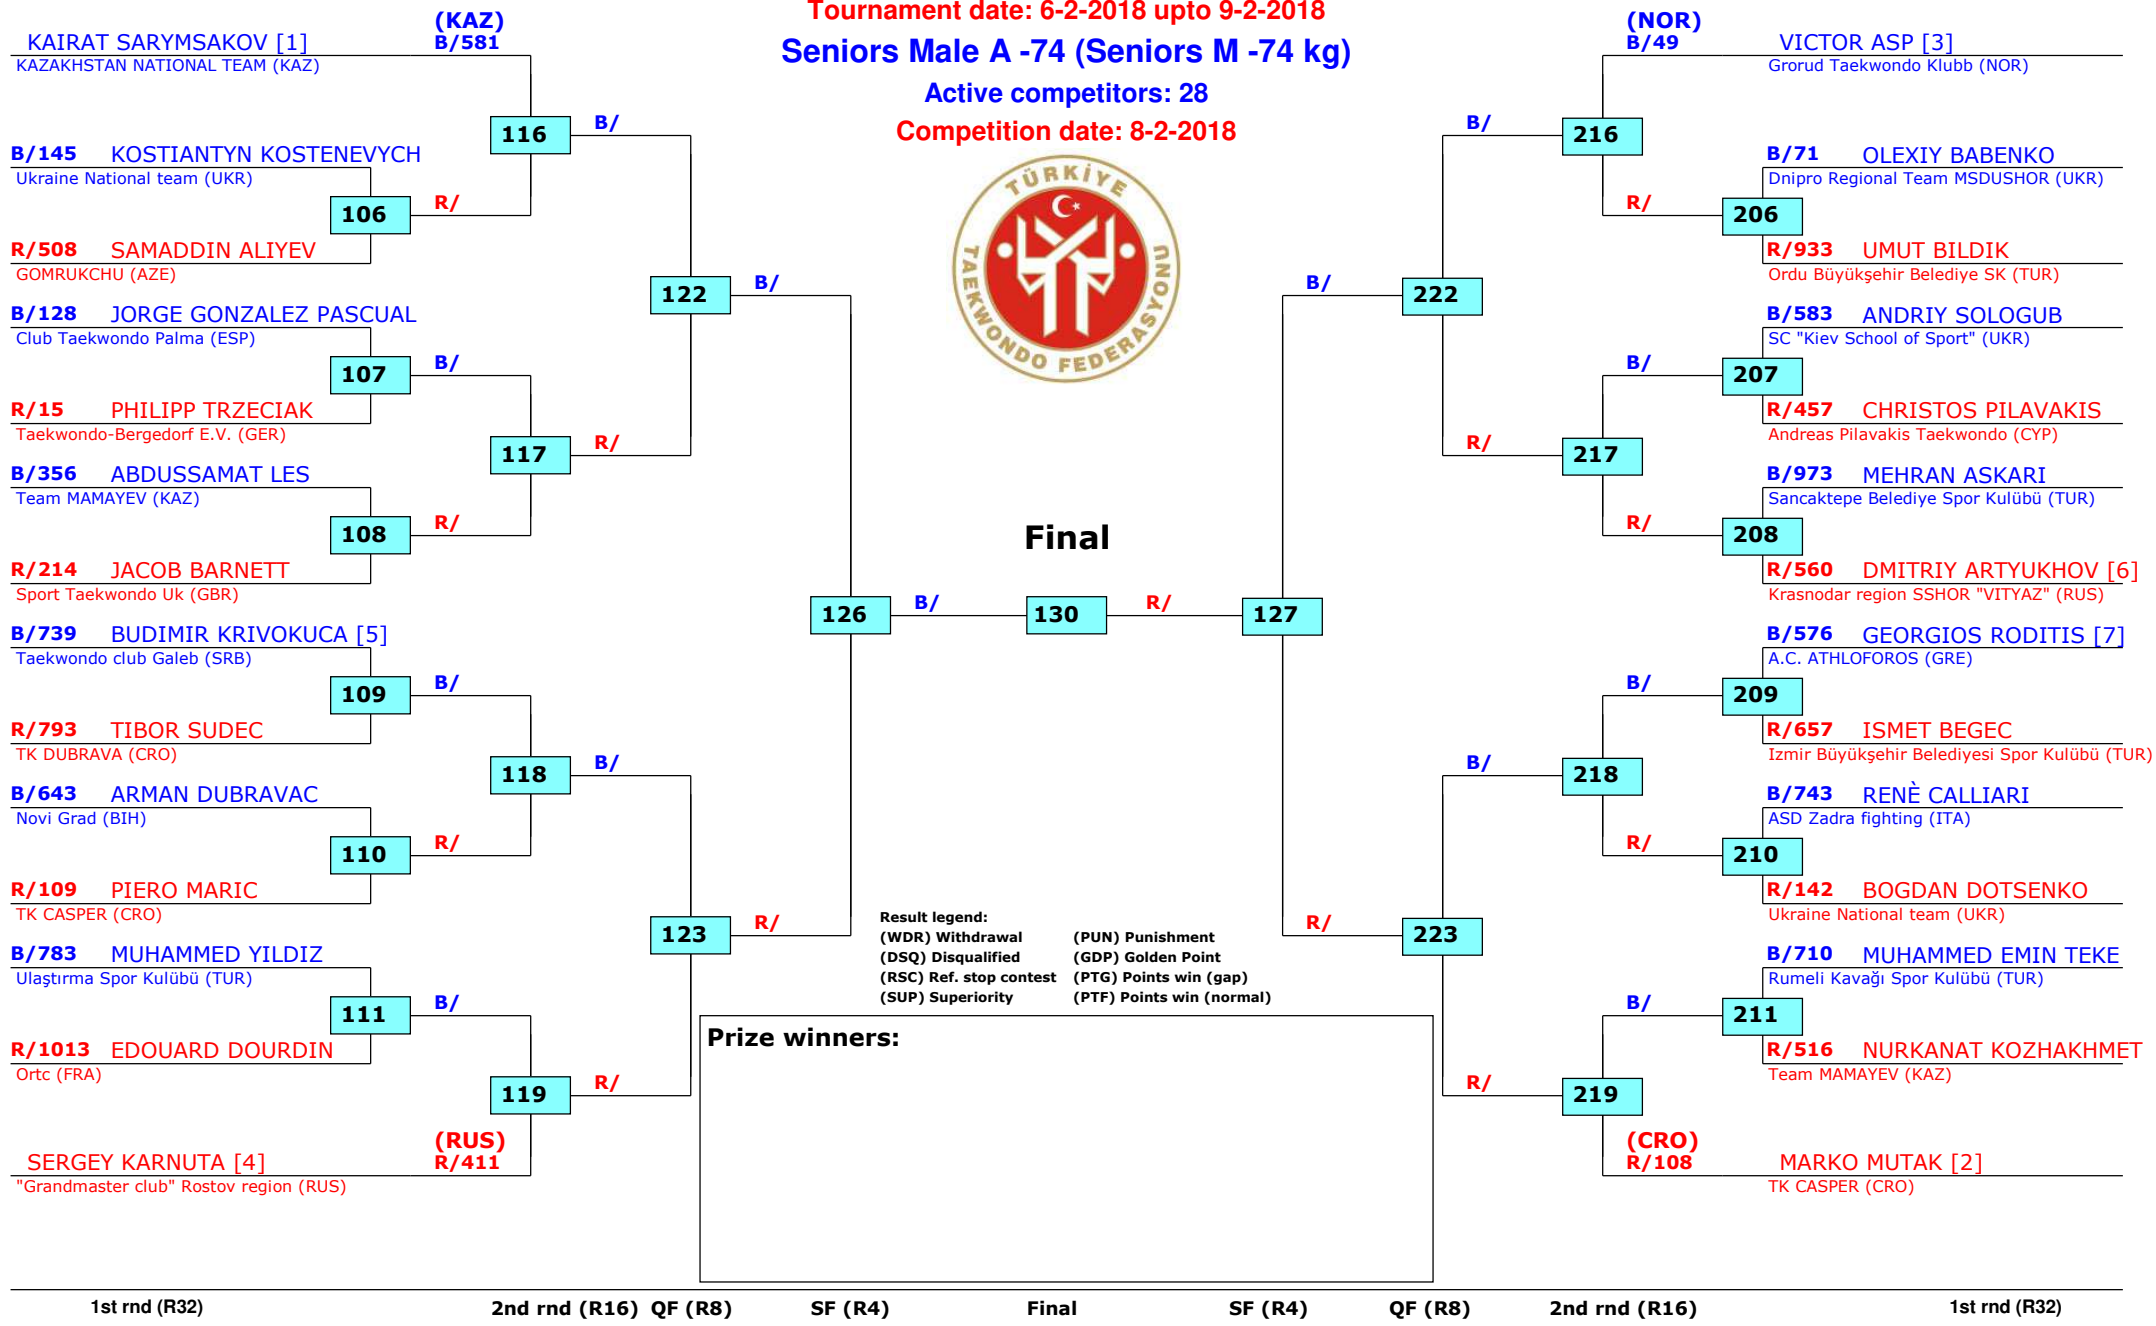 Tournament date: 6-2-2018 upto 9-2-2018
Seniors Male A -74 (Seniors M -74 kg)
Active competitors: 28
Competition date: 8-2-2018
TÜRKİYE
TAEKWONDO FEDERASYONU
(KAZ)
KAIRAT SARYMSAKOV [1] B/581
KAZAKHSTAN NATIONAL TEAM (KAZ)
116 B/
B/145 KOSTIANTYN KOSTENEVYCH
Ukraine National team (UKR)
106 R/
R/508 SAMADDIN ALIYEV
GOMRUKCHU (AZE)
122 B/
B/128 JORGE GONZALEZ PASCUAL
Club Taekwondo Palma (ESP)
107 B/
R/15 PHILIPP TRZECIAK
Taekwondo-Bergedorf E.V. (GER)
117 R/
B/356 ABDUSSAMAT LES
Team MAMAYEV (KAZ)
108 R/
R/214 JACOB BARNETT
Sport Taekwondo Uk (GBR)
126 B/
B/739 BUDIMIR KRIVOKUCA [5]
Taekwondo club Galeb (SRB)
109 B/
R/793 TIBOR SUDEC
TK DUBRAVA (CRO)
118 B/
B/643 ARMAN DUBRAVAC
Novi Grad (BIH)
110 R/
R/109 PIERO MARIC
TK CASPER (CRO)
123 R/
B/783 MUHAMMED YILDIZ
Ulaştırma Spor Kulübü (TUR)
111 B/
R/1013 EDOUARD DOURDIN
Ortc (FRA)
119 R/
(RUS)
SERGEY KARNUTA [4] R/411
"Grandmaster club" Rostov region (RUS)
Final
130
(NOR)
B/49 VICTOR ASP [3]
Grorud Taekwondo Klubb (NOR)
B/ 216
B/71 OLEXIY BABENKO
Dnipro Regional Team MSDUSHOR (UKR)
R/ 206
R/933 UMUT BILDIK
Ordu Büyükşehir Belediye SK (TUR)
B/ 222
B/583 ANDRIY SOLOGUB
SC "Kiev School of Sport" (UKR)
B/ 207
R/457 CHRISTOS PILAVAKIS
Andreas Pilavakis Taekwondo (CYP)
R/ 217
B/973 MEHRAN ASKARI
Sancaktepe Belediye Spor Kulübü (TUR)
R/ 208
R/560 DMITRIY ARTYUKHOV [6]
Krasnodar region SSHOR "VITYAZ" (RUS)
R/ 127
B/576 GEORGIOS RODITIS [7]
A.C. ATHLOFOROS (GRE)
B/ 209
R/657 ISMET BEGEC
Izmir Büyükşehir Belediyesi Spor Kulübü (TUR)
B/ 218
B/743 RENÈ CALLIARI
ASD Zadra fighting (ITA)
R/ 210
R/142 BOGDAN DOTSENKO
Ukraine National team (UKR)
R/ 223
B/710 MUHAMMED EMIN TEKE
Rumeli Kavağı Spor Kulübü (TUR)
B/ 211
R/516 NURKANAT KOZHAKHMET
Team MAMAYEV (KAZ)
R/ 219
(CRO)
R/108 MARKO MUTAK [2]
TK CASPER (CRO)
Result legend:
(WDR) Withdrawal (PUN) Punishment
(DSQ) Disqualified (GDP) Golden Point
(RSC) Ref. stop contest (PTG) Points win (gap)
(SUP) Superiority (PTF) Points win (normal)
Prize winners:
1st rnd (R32) 2nd rnd (R16) QF (R8) SF (R4) Final SF (R4) QF (R8) 2nd rnd (R16) 1st rnd (R32)